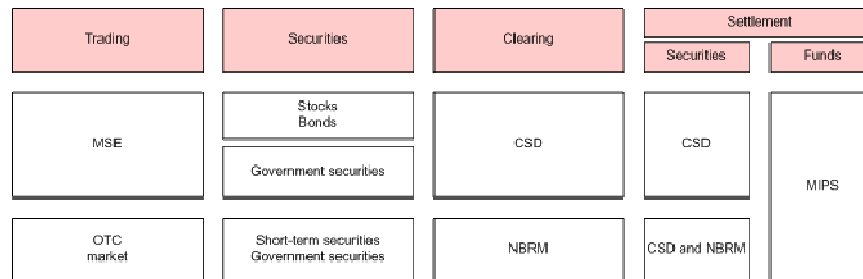 Trading
Securities
Clearing
Settlement
Securities
Funds
MSE
Stocks
Bonds
Government securities
CSD
CSD
MIPS
OTC
market
Short-term securities
Government securities
NBRM
CSD and NBRM